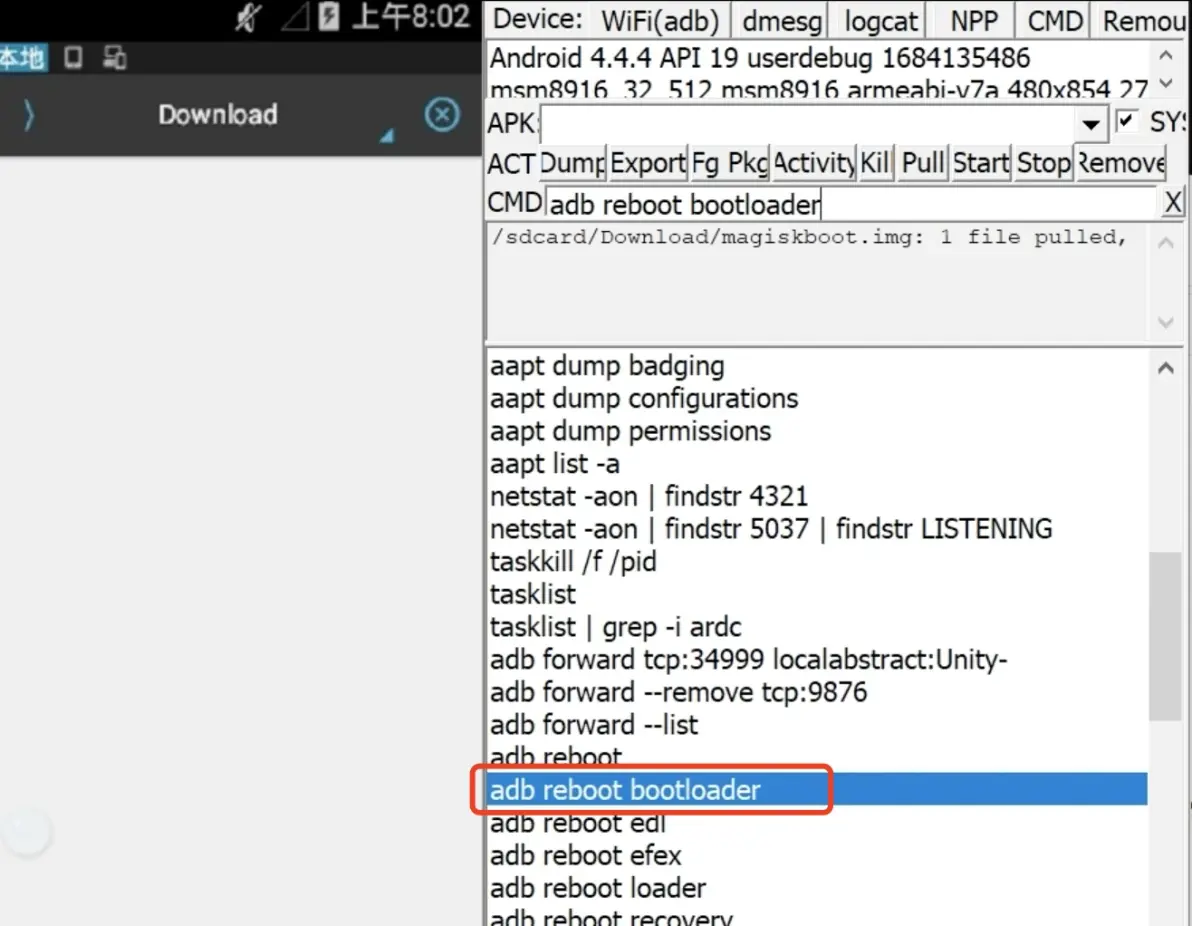 上午8:02
本地
Download
Device: WiFi(adb) dmesg logcat NPP CMD Remou
Android 4.4.4 API 19 userdebug 1684135486
msm8916_32_512 msm8916 armeabi-v7a 480x854 27
APK: SYS
ACT Dump Export Fg Pkg Activity Kill Pull Start Stop Remove
CMD adb reboot bootloader X
/sdcard/Download/magiskboot.img: 1 file pulled,
aapt dump badging
aapt dump configurations
aapt dump permissions
aapt list -a
netstat -aon | findstr 4321
netstat -aon | findstr 5037 | findstr LISTENING
taskkill /f /pid
tasklist
tasklist | grep -i ardc
adb forward tcp:34999 localabstract:Unity-
adb forward --remove tcp:9876
adb forward --list
adb reboot
adb reboot bootloader
adb reboot edl
adb reboot efex
adb reboot loader
adb reboot recovery